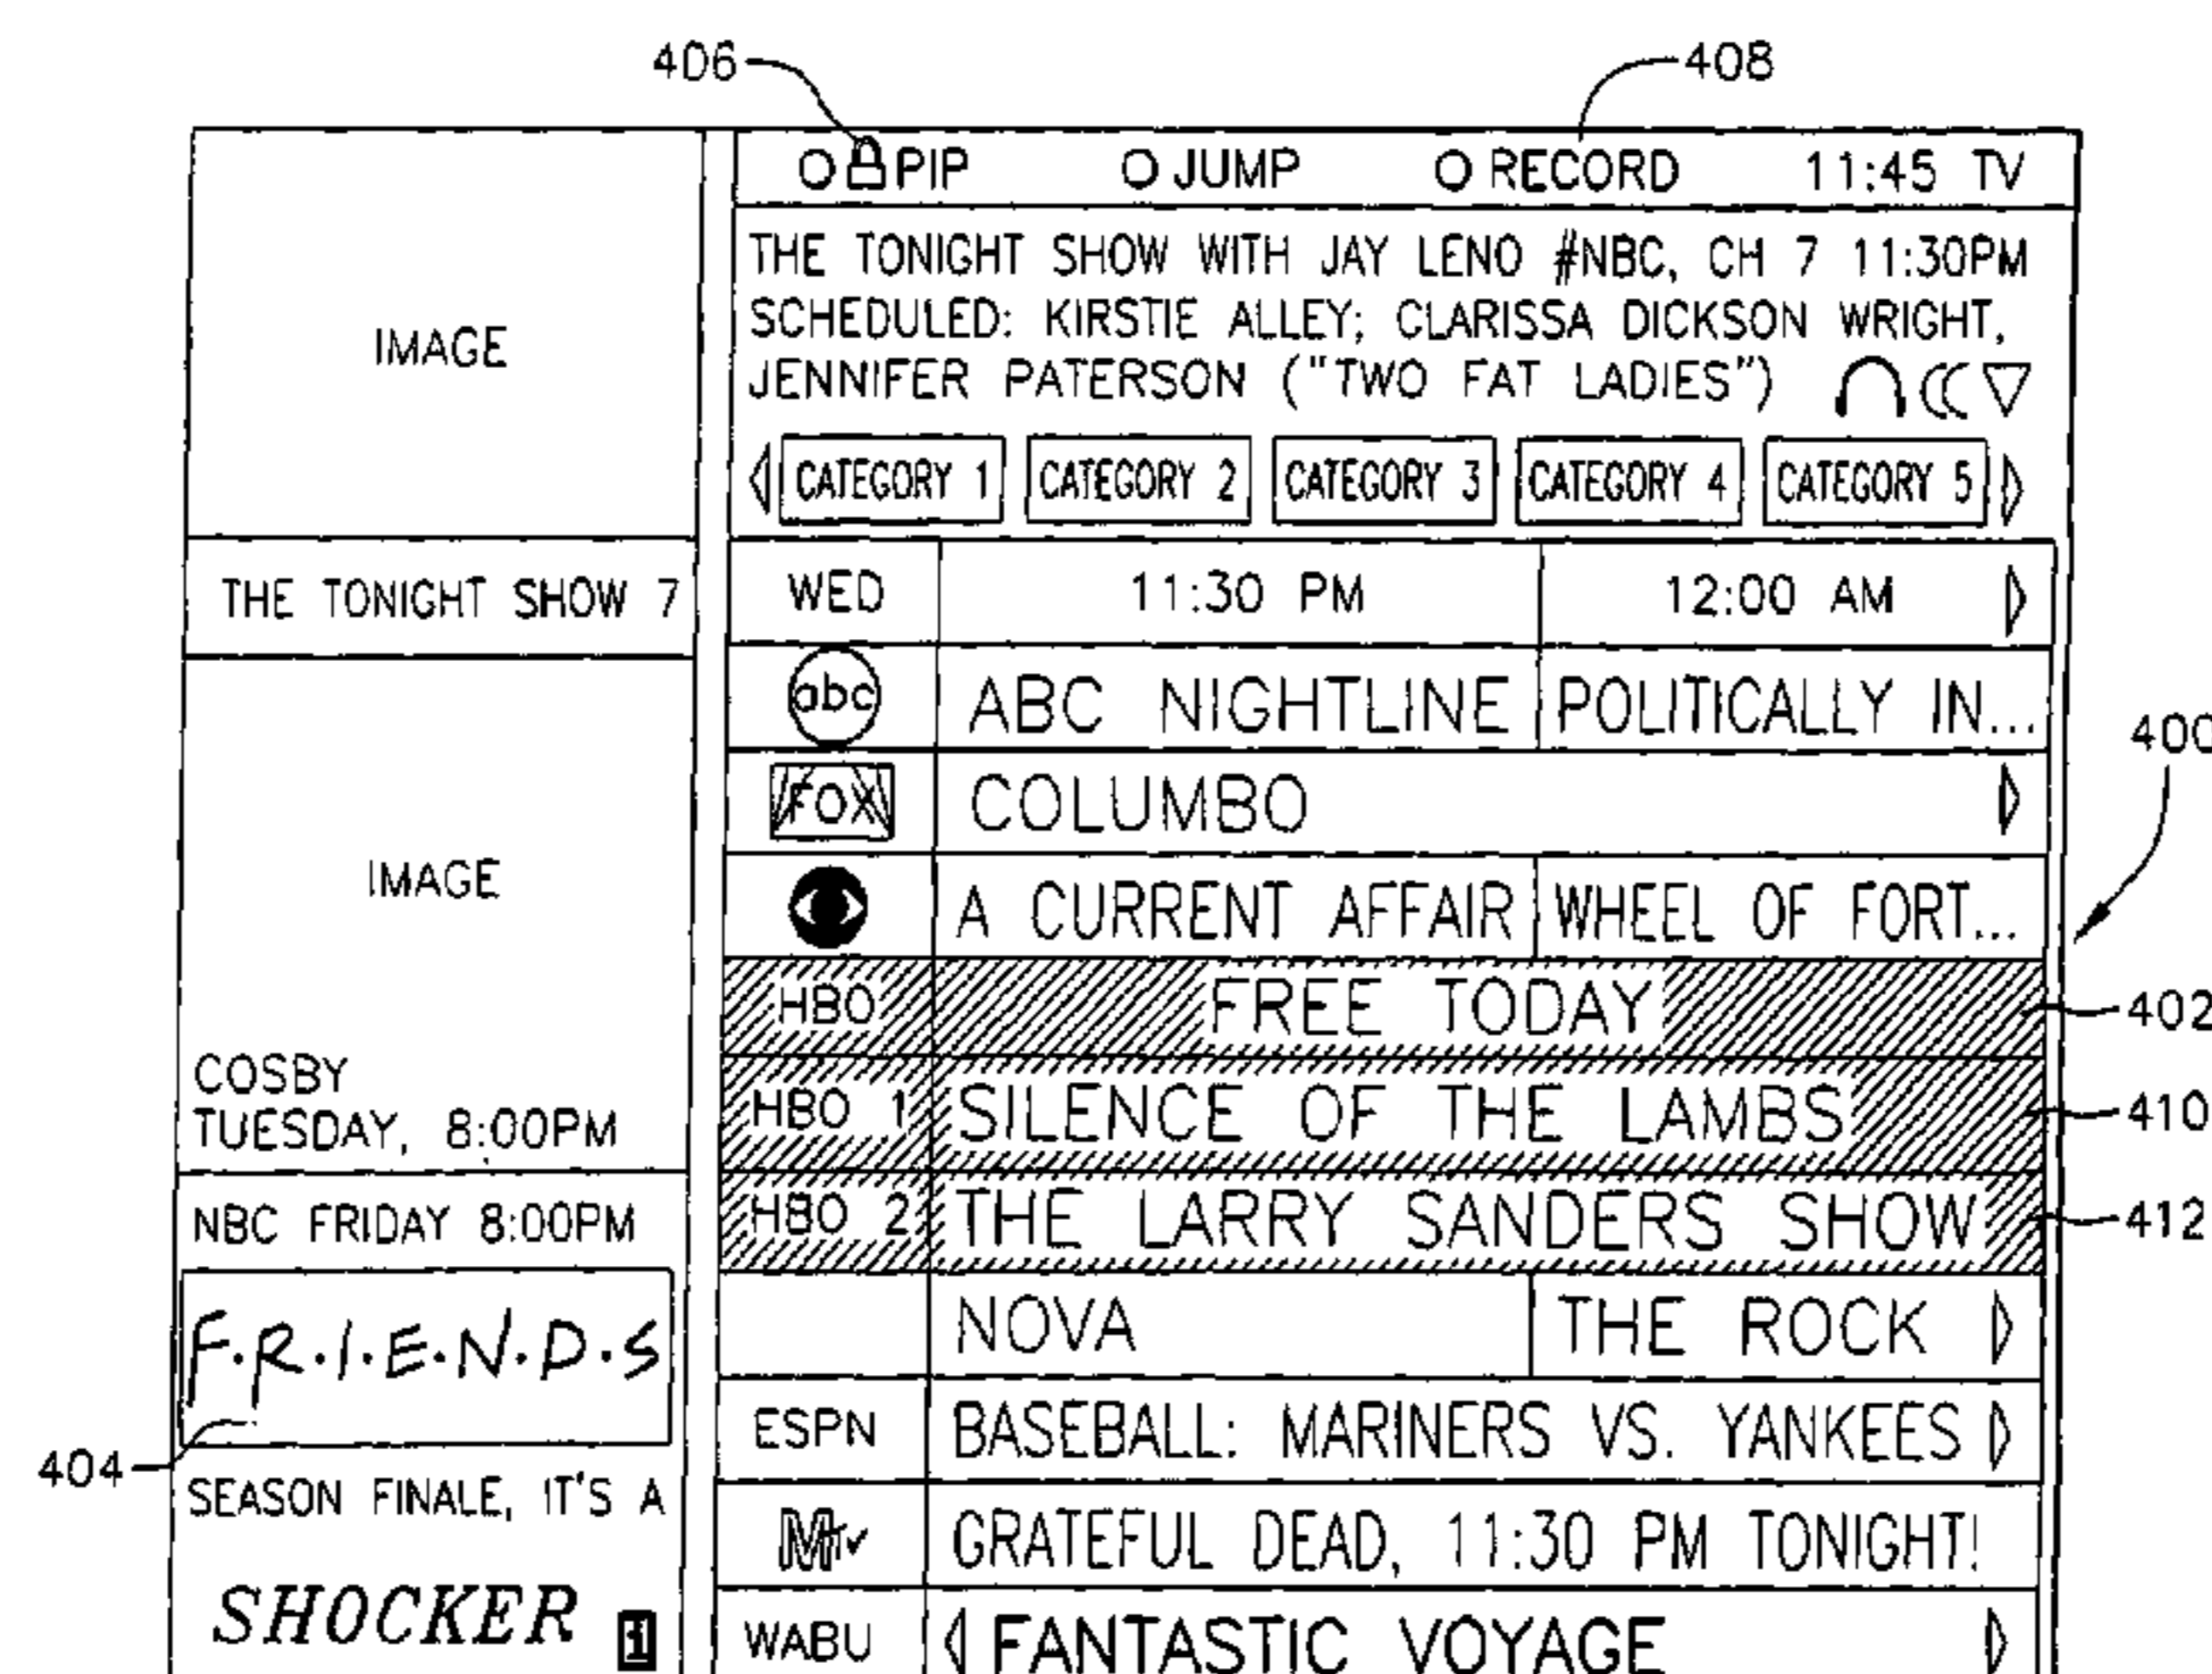 406 408
PIP JUMP RECORD 11:45 TV
THE TONIGHT SHOW WITH JAY LENO #NBC, CH 7 11:30PM
SCHEDULED: KIRSTIE ALLEY; CLARISSA DICKSON WRIGHT,
JENNIFER PATERSON ("TWO FAT LADIES")
CATEGORY 1 CATEGORY 2 CATEGORY 3 CATEGORY 4 CATEGORY 5
IMAGE
THE TONIGHT SHOW 7
IMAGE
COSBY
TUESDAY, 8:00PM
NBC FRIDAY 8:00PM
F.R.I.E.N.D.S
404
SEASON FINALE, IT'S A
SHOCKER i
WED 11:30 PM 12:00 AM
abc ABC NIGHTLINE POLITICALLY IN...
400
FOX COLUMBO
A CURRENT AFFAIR WHEEL OF FORT...
HBO FREE TODAY 402
HBO 1 SILENCE OF THE LAMBS 410
HBO 2 THE LARRY SANDERS SHOW 412
NOVA THE ROCK
ESPN BASEBALL: MARINERS VS. YANKEES
MTV GRATEFUL DEAD, 11:30 PM TONIGHT!
WABU FANTASTIC VOYAGE